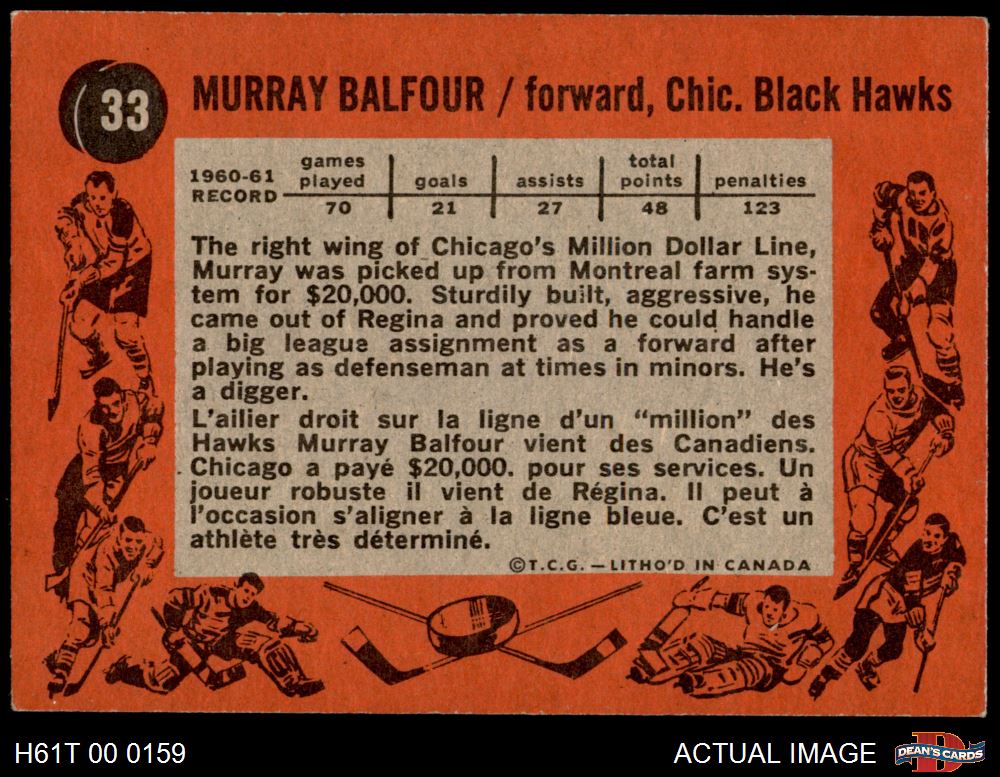 33
MURRAY BALFOUR / forward, Chic. Black Hawks
1960-61 RECORD
games played goals assists total points penalties
70 21 27 48 123
The right wing of Chicago's Million Dollar Line,
Murray was picked up from Montreal farm sys-
tem for $20,000. Sturdily built, aggressive, he
came out of Regina and proved he could handle
a big league assignment as a forward after
playing as defenseman at times in minors. He's
a digger.
L'ailier droit sur la ligne d'un "million" des
Hawks Murray Balfour vient des Canadiens.
Chicago a payé $20,000. pour ses services. Un
joueur robuste il vient de Régina. Il peut à
l'occasion s'aligner à la ligne bleue. C'est un
athlète très déterminé.
©T.C.G. — LITHO'D IN CANADA
H61T 00 0159
ACTUAL IMAGE
D
DEAN'S CARDS